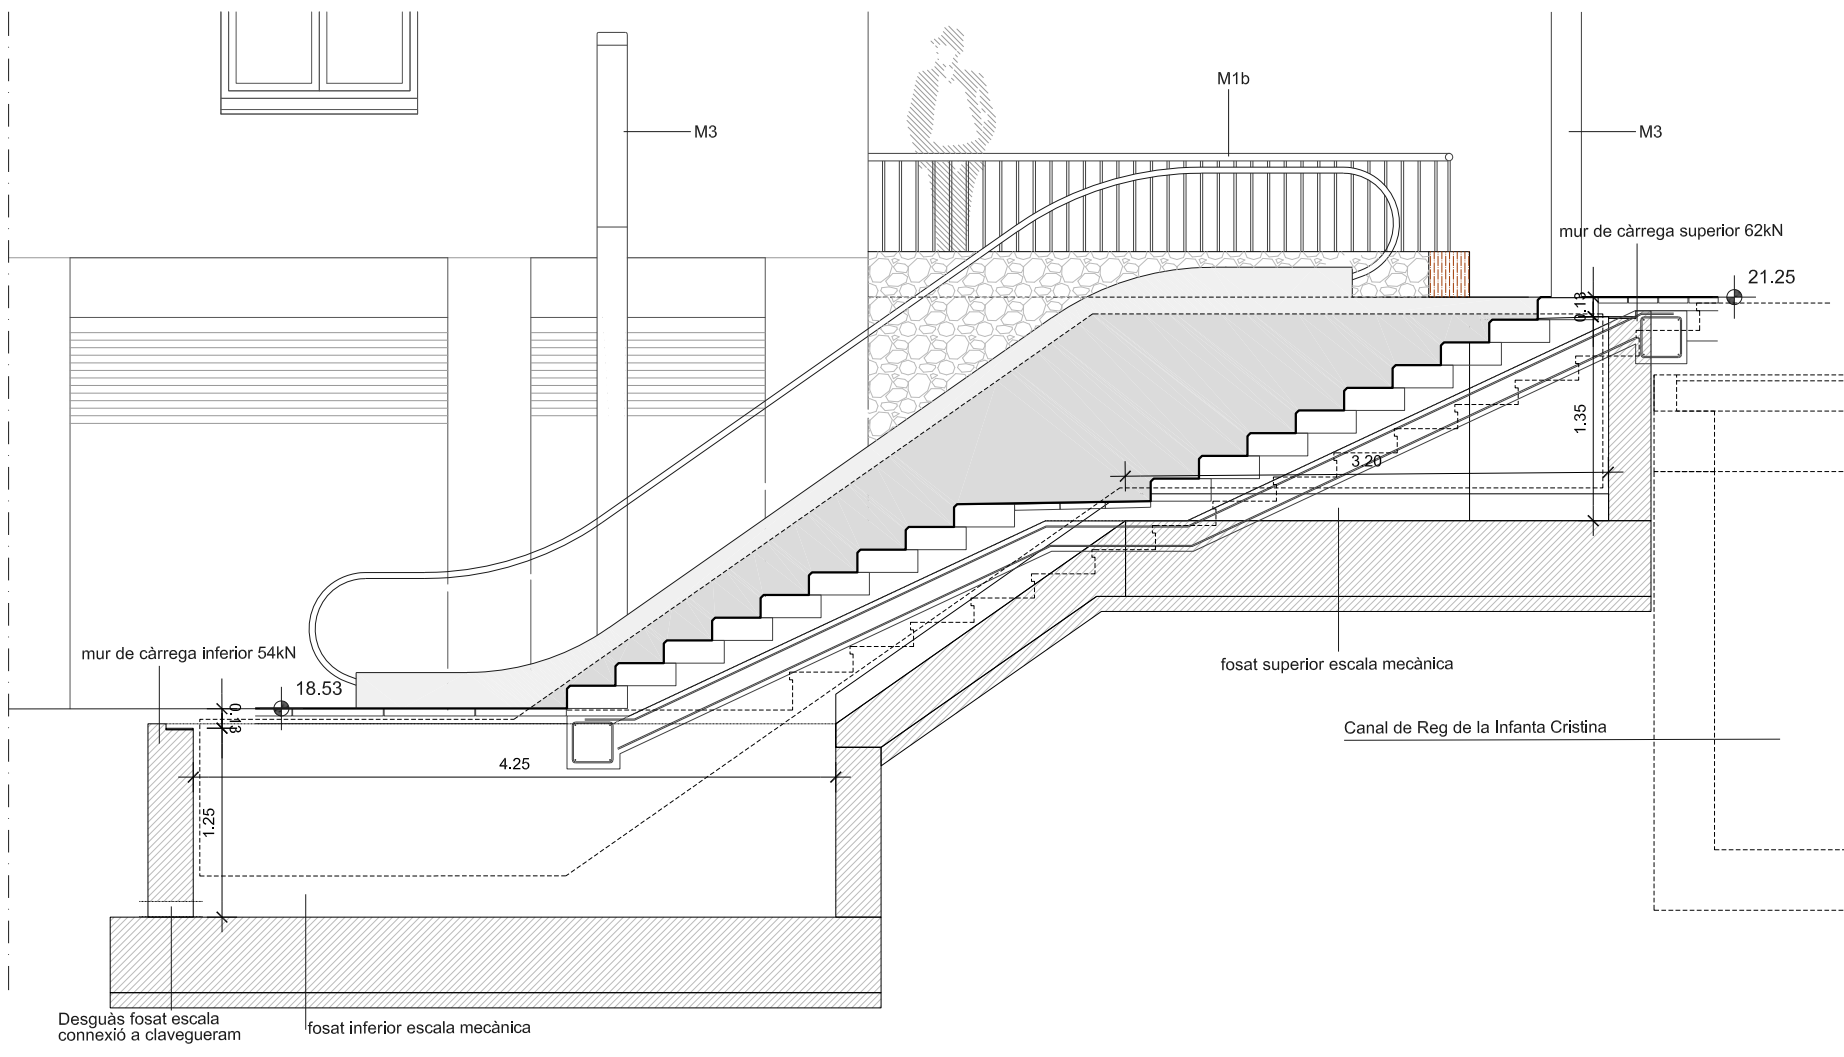 M1b
M3
M3
mur de càrrega superior 62kN
21.25
0.13
1.35
3.20
mur de càrrega inferior 54kN
18.53
0.13
fosat superior escala mecànica
Canal de Reg de la Infanta Cristina
4.25
1.25
Desguàs fosat escala
connexió a clavegueram
fosat inferior escala mecànica